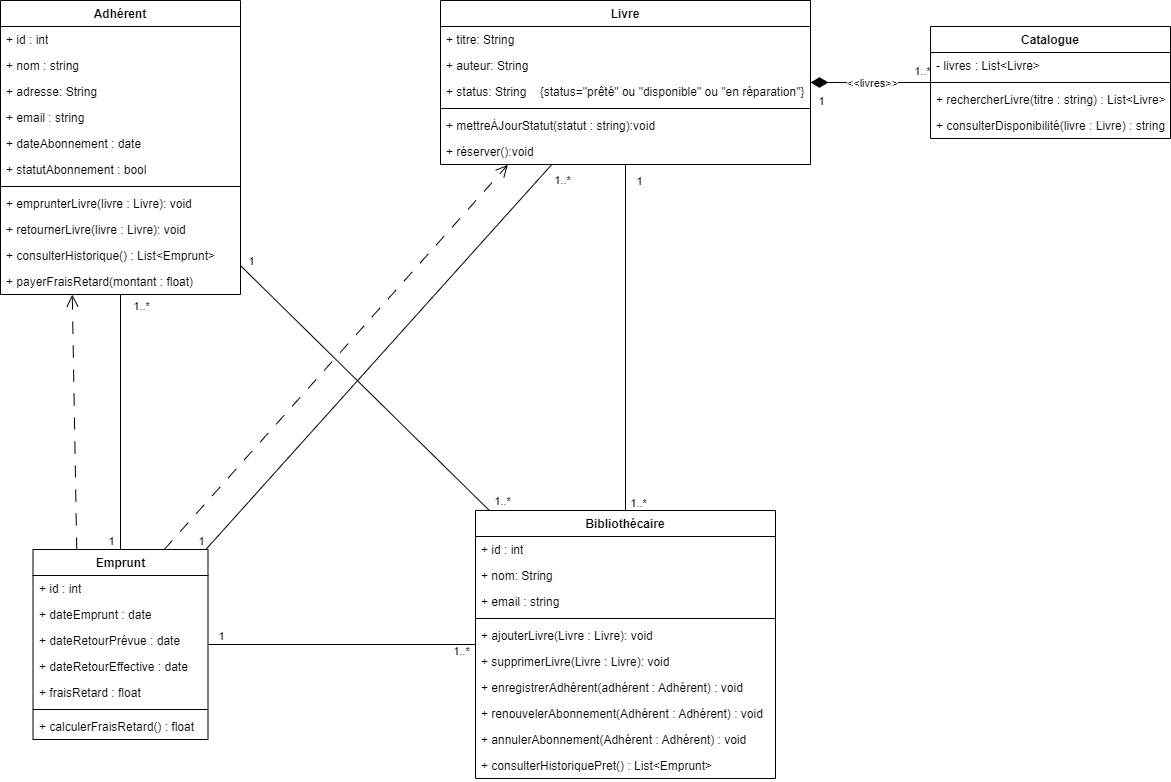 Adhérent
+ id : int
+ nom : string
+ adresse: String
+ email : string
+ dateAbonnement : date
+ statutAbonnement : bool
+ emprunterLivre(livre : Livre): void
+ retournerLivre(livre : Livre): void
+ consulterHistorique() : List<Emprunt>
+ payerFraisRetard(montant : float)
Livre
+ titre: String
+ auteur: String
+ status: String {status="prêté" ou "disponible" ou "en réparation"}
+ mettreÀJourStatut(statut : string):void
+ réserver():void
1
<<livres>>
1..*
Catalogue
- livres : List<Livre>
+ rechercherLivre(titre : string) : List<Livre>
+ consulterDisponibilité(livre : Livre) : string
1..*
1
1
1..*
1..*
1..*
1
1
Emprunt
+ id : int
+ dateEmprunt : date
+ dateRetourPrévue : date
+ dateRetourEffective : date
+ fraisRetard : float
+ calculerFraisRetard() : float
1
1..*
Bibliothécaire
+ id : int
+ nom: String
+ email : string
+ ajouterLivre(Livre : Livre): void
+ supprimerLivre(Livre : Livre): void
+ enregistrerAdhérent(adhérent : Adhérent) : void
+ renouvelerAbonnement(Adhérent : Adhérent) : void
+ annulerAbonnement(Adhérent : Adhérent) : void
+ consulterHistoriquePret() : List<Emprunt>